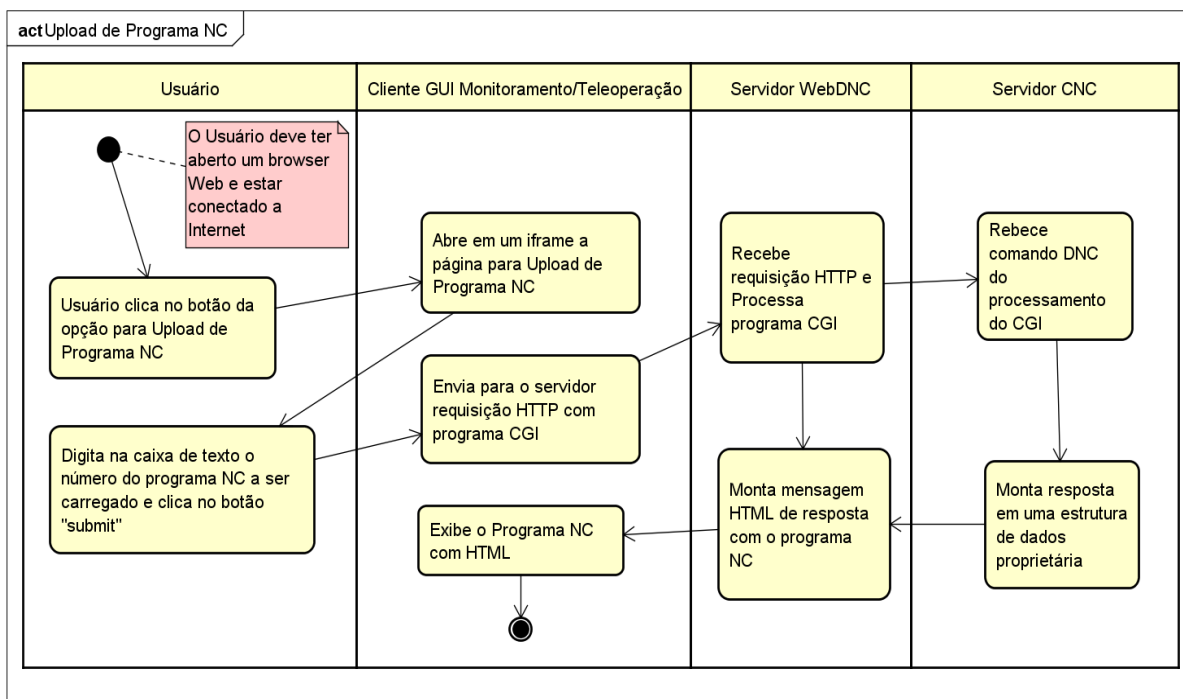 act Upload de Programa NC
Usuário
Cliente GUI Monitoramento/Teleoperação
Servidor WebDNC
Servidor CNC
O Usuário deve ter
aberto um browser
Web e estar
conectado a
Internet
Usuário clica no botão da
opção para Upload de
Programa NC
Abre em um iframe a
página para Upload de
Programa NC
Digita na caixa de texto o
número do programa NC a ser
carregado e clica no botão
"submit"
Envia para o servidor
requisição HTTP com
programa CGI
Recebe
requisição HTTP e
Processa
programa CGI
Rebece
comando DNC
do
processamento
do CGI
Monta resposta
em uma estrutura
de dados
proprietária
Monta mensagem
HTML de resposta
com o programa
NC
Exibe o Programa NC
com HTML